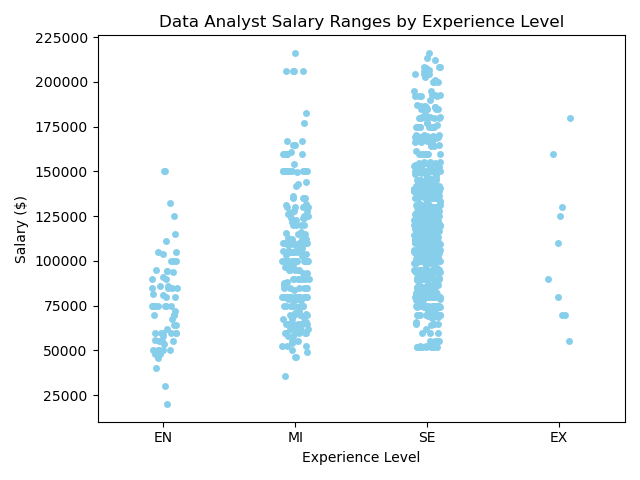 Data Analyst Salary Ranges by Experience Level
225000
200000
175000
150000
125000
100000
75000
50000
25000
Salary ($)
EN
MI
SE
EX
Experience Level